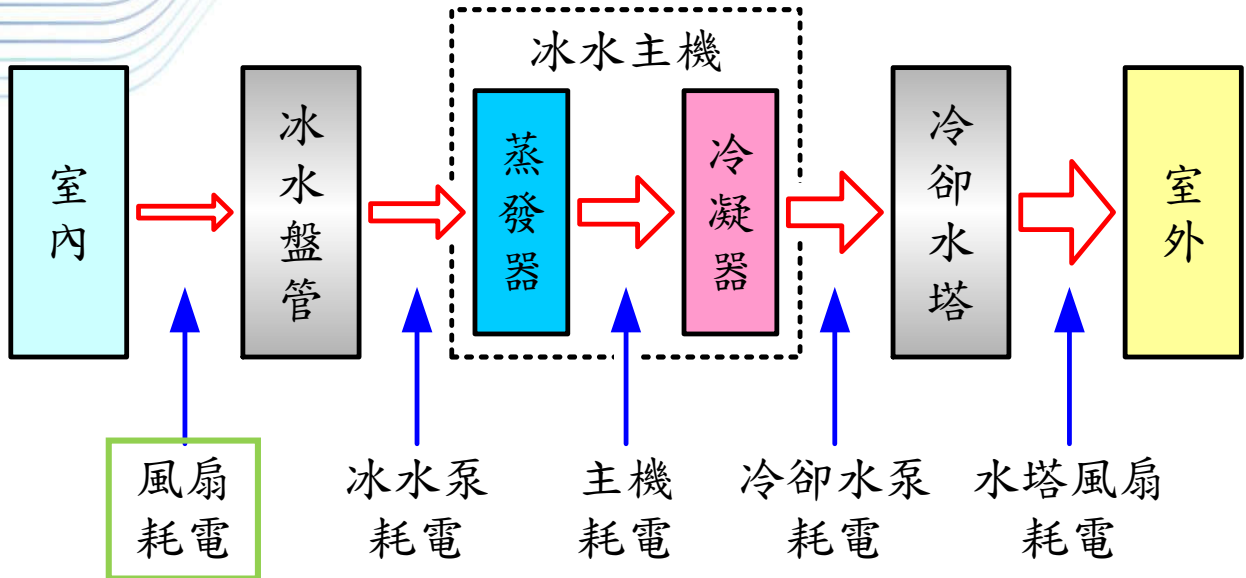 冰水主機
室內
冰水盤管
蒸發器
冷凝器
冷卻水塔
室外
風扇
耗電
冰水泵
耗電
主機
耗電
冷卻水泵
耗電
水塔風扇
耗電